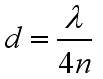 d = λ / 4n